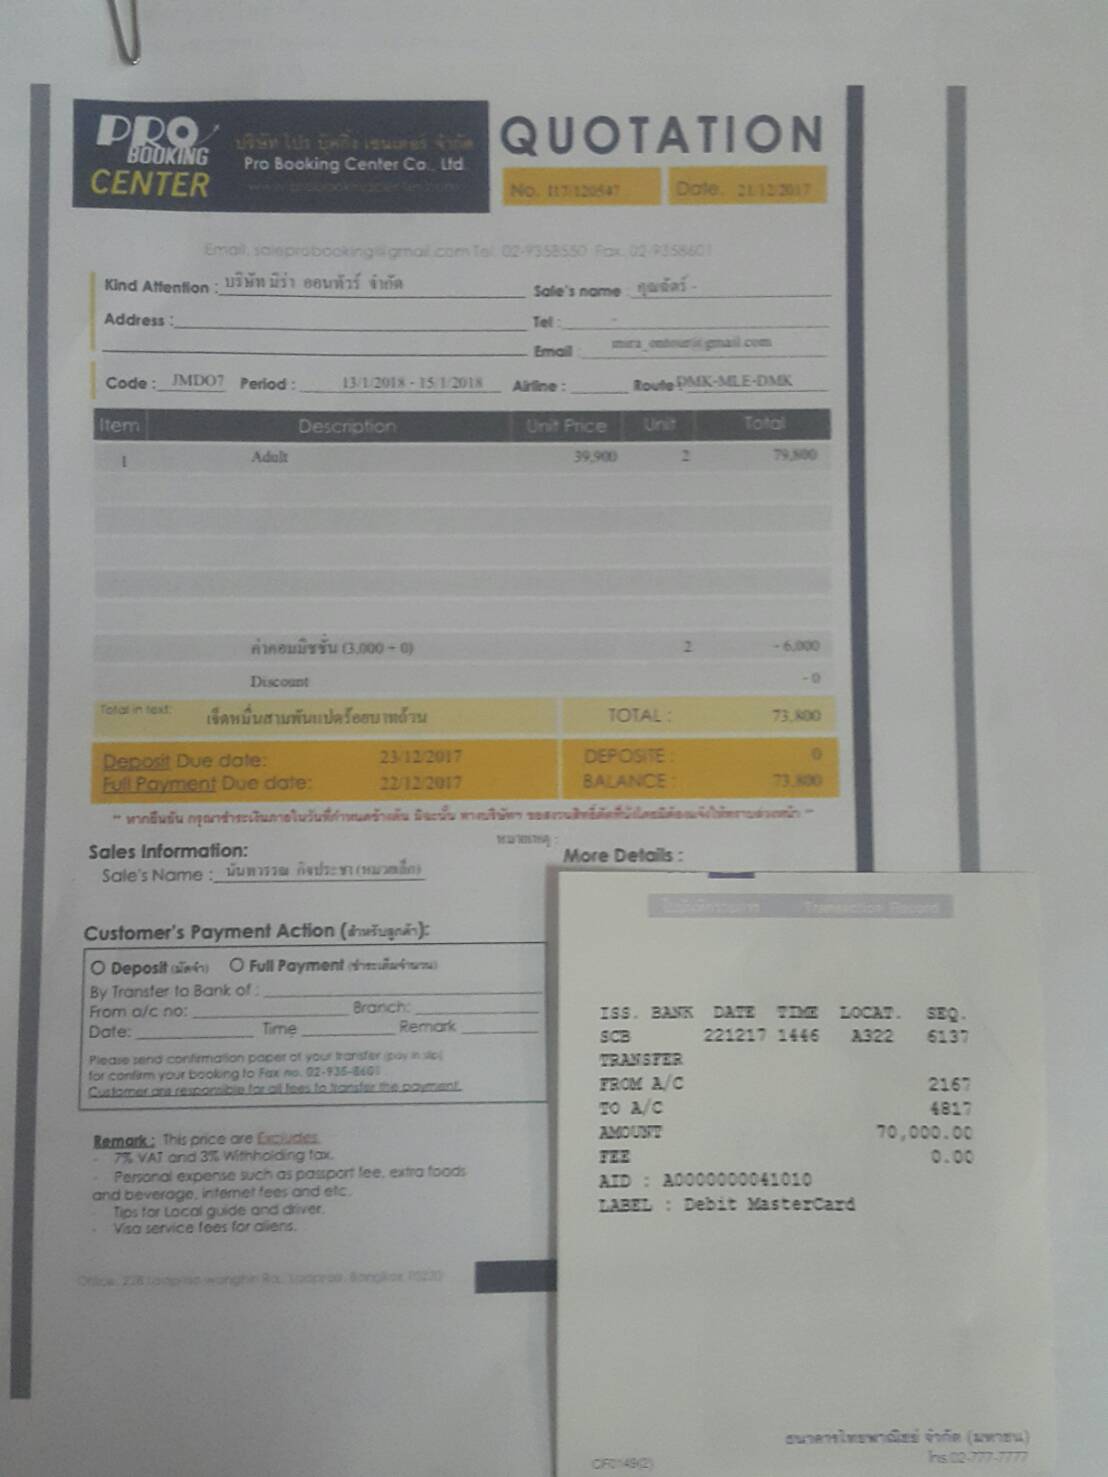 PRO
BOOKING
CENTER
บริษัท โปร บุ๊คกิ้ง เซนเตอร์ จำกัด
Pro Booking Center Co., Ltd.
www.probookingcenter.com
QUOTATION
No. I17/120547 Date. 21/12/2017
Email. saleprobooking@gmail.com Tel. 02-9358550 Fax. 02-9358601
Kind Attention : บริษัท มิร่า ออนทัวร์ จำกัด
Sale's name คุณฉัตร์ -
Address :
Tel : -
Email : mira_ontour@gmail.com
Code : JMDO7 Period : 13/1/2018 - 15/1/2018 Airline : Route DMK-MLE-DMK
Item Description Unit Price Unit Total
1 Adult 39,900 2 79,800
ค่าคอมมิชชั่น (3,000 + 0) 2 - 6,000
Discount - 0
Total in text: เจ็ดหมื่นสามพันแปดร้อยบาทถ้วน TOTAL : 73,800
Deposit Due date: 23/12/2017 DEPOSITE : 0
Full Payment Due date: 22/12/2017 BALANCE : 73,800
** หากยืนยัน กรุณาชำระเงินภายในวันที่กำหนดข้างต้น มิฉะนั้น ทางบริษัทฯ ขอสงวนสิทธิ์ตัดที่นั่งโดยมิต้องแจ้งให้ทราบล่วงหน้า **
หมายเหตุ :
Sales Information:
More Details :
Sale's Name : นันทวรรณ กิจประชา (หมวยเล็ก)
Customer's Payment Action (สำหรับลูกค้า):
Deposit (มัดจำ) Full Payment (ชำระเต็มจำนวน)
By Transfer to Bank of :
From a/c no: Branch:
Date: Time Remark
Please send confirmation paper of your transfer (pay in slip)
for confirm your booking to Fax no. 02-935-8601
Customer are responsible for all fees to transfer the payment.
Remark : This price are Excludes
- 7% VAT and 3% Withholding tax.
- Personal expense such as passport fee, extra foods
and beverage, internet fees and etc.
- Tips for Local guide and driver.
- Visa service fees for aliens.
ใบบันทึกรายการ Transaction Record
ISS. BANK DATE TIME LOCAT. SEQ.
SCB 221217 1446 A322 6137
TRANSFER
FROM A/C 2167
TO A/C 4817
AMOUNT 70,000.00
FEE 0.00
AID : A0000000041010
LABEL : Debit MasterCard
ธนาคารไทยพาณิชย์ จำกัด (มหาชน)
โทร.02-777-7777
CF0149(2)